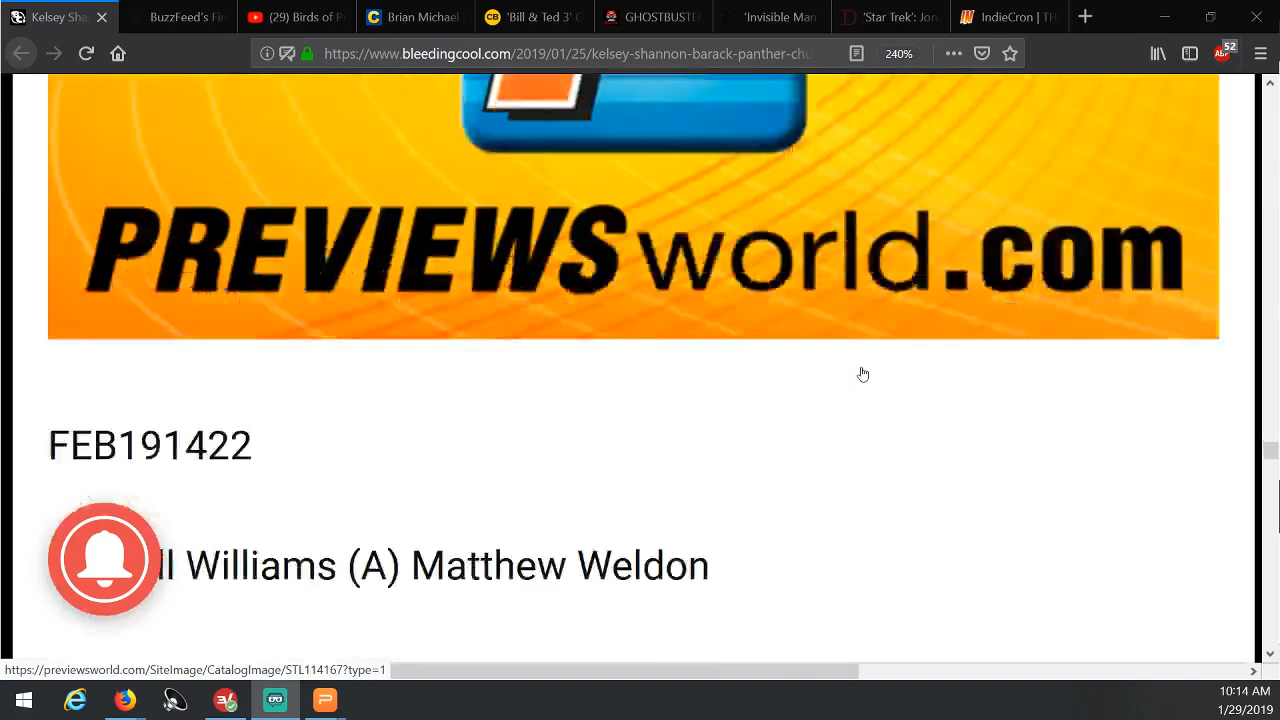 Kelsey Sha
BuzzFeed's Fi
(29) Birds of P
Brian Michael
'Bill & Ted 3' C
GHOSTBUSTE
'Invisible Man
'Star Trek': Jon
IndieCron | TH
https://www.bleedingcool.com/2019/01/25/kelsey-shannon-barack-panther-chu
240%
52
PREVIEWSworld.com
FEB191422
ll Williams (A) Matthew Weldon
https://previewsworld.com/SiteImage/CatalogImage/STL114167?type=1
10:14 AM
1/29/2019